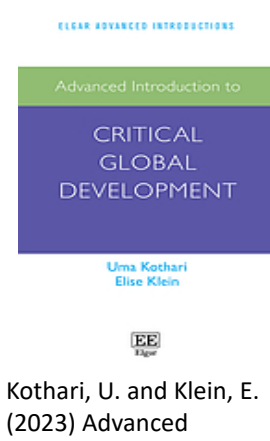 ELGAR ADVANCED INTRODUCTIONS
Advanced Introduction to
CRITICAL
GLOBAL
DEVELOPMENT
Uma Kothari
Elise Klein
EE
Elgar
Kothari, U. and Klein, E.
(2023) Advanced